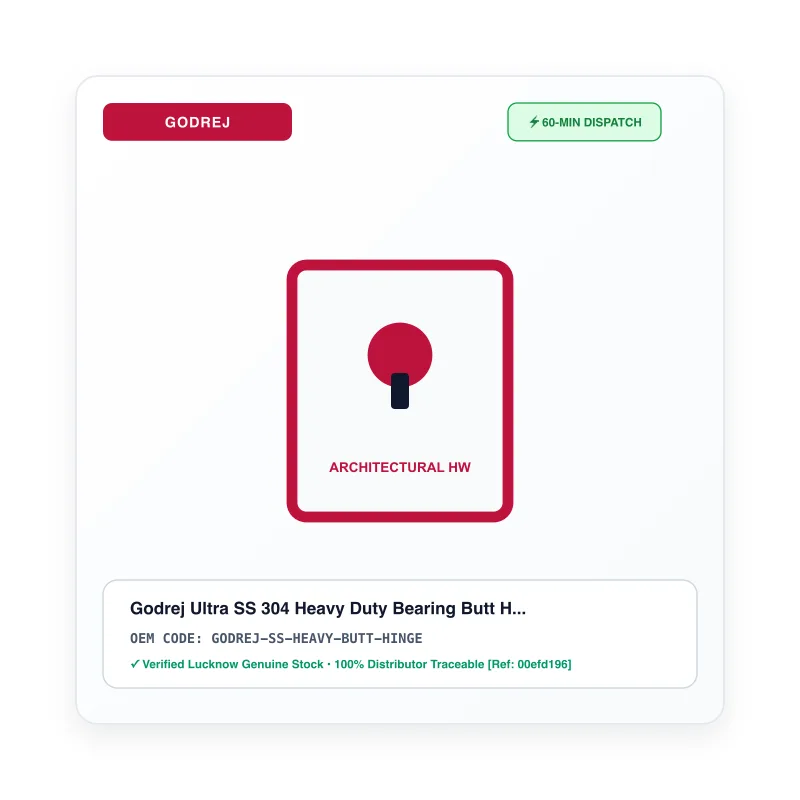 GODREJ
⚡ 60-MIN DISPATCH
ARCHITECTURAL HW
Godrej Ultra SS 304 Heavy Duty Bearing Butt H...
OEM CODE: GODREJ-SS-HEAVY-BUTT-HINGE
✓ Verified Lucknow Genuine Stock • 100% Distributor Traceable [Ref: 00efd196]